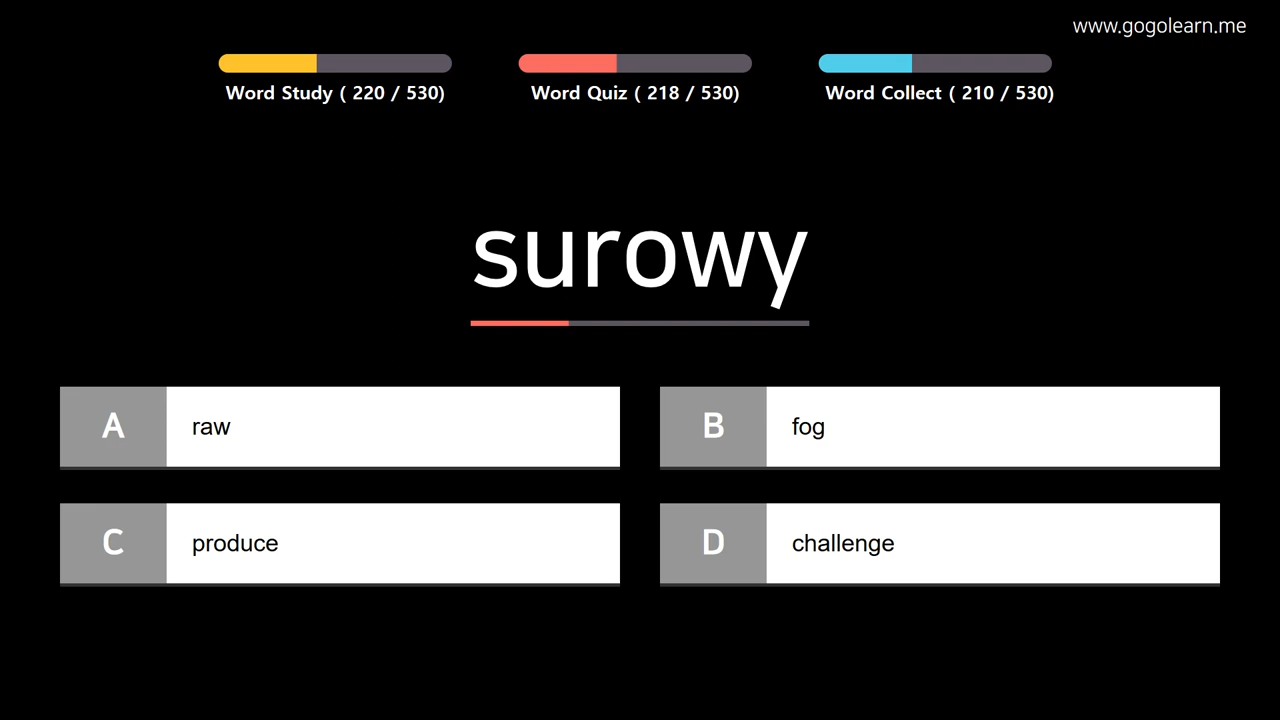 www.gogolearn.me
Word Study ( 220 / 530)
Word Quiz ( 218 / 530)
Word Collect ( 210 / 530)
surowy
A raw
B fog
C produce
D challenge